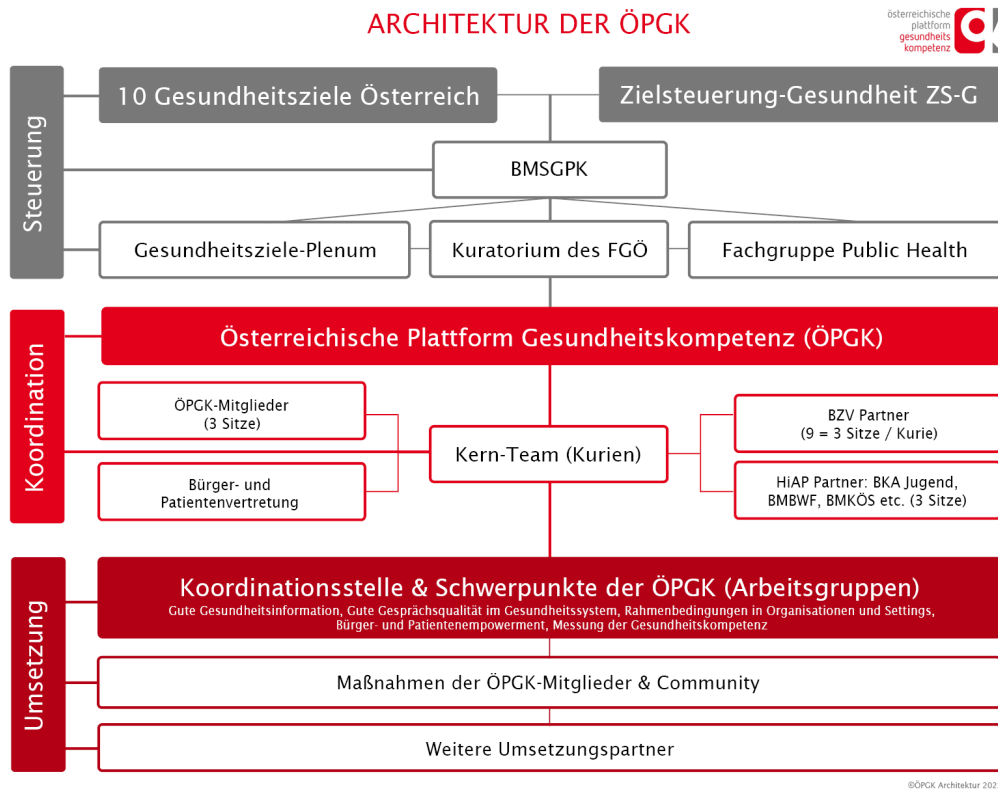 ARCHITEKTUR DER ÖPGK
österreichische
plattform
gesundheits
kompetenz
Steuerung
10 Gesundheitsziele Österreich
Zielsteuerung-Gesundheit ZS-G
BMSGPK
Gesundheitsziele-Plenum
Kuratorium des FGÖ
Fachgruppe Public Health
Koordination
Österreichische Plattform Gesundheitskompetenz (ÖPGK)
ÖPGK-Mitglieder
(3 Sitze)
Bürger- und
Patientenvertretung
Kern-Team (Kurien)
BZV Partner
(9 = 3 Sitze / Kurie)
HiAP Partner: BKA Jugend,
BMBWF, BMKÖS etc. (3 Sitze)
Umsetzung
Koordinationsstelle & Schwerpunkte der ÖPGK (Arbeitsgruppen)
Gute Gesundheitsinformation, Gute Gesprächsqualität im Gesundheitssystem, Rahmenbedingungen in Organisationen und Settings,
Bürger- und Patientenempowerment, Messung der Gesundheitskompetenz
Maßnahmen der ÖPGK-Mitglieder & Community
Weitere Umsetzungspartner
©ÖPGK Architektur